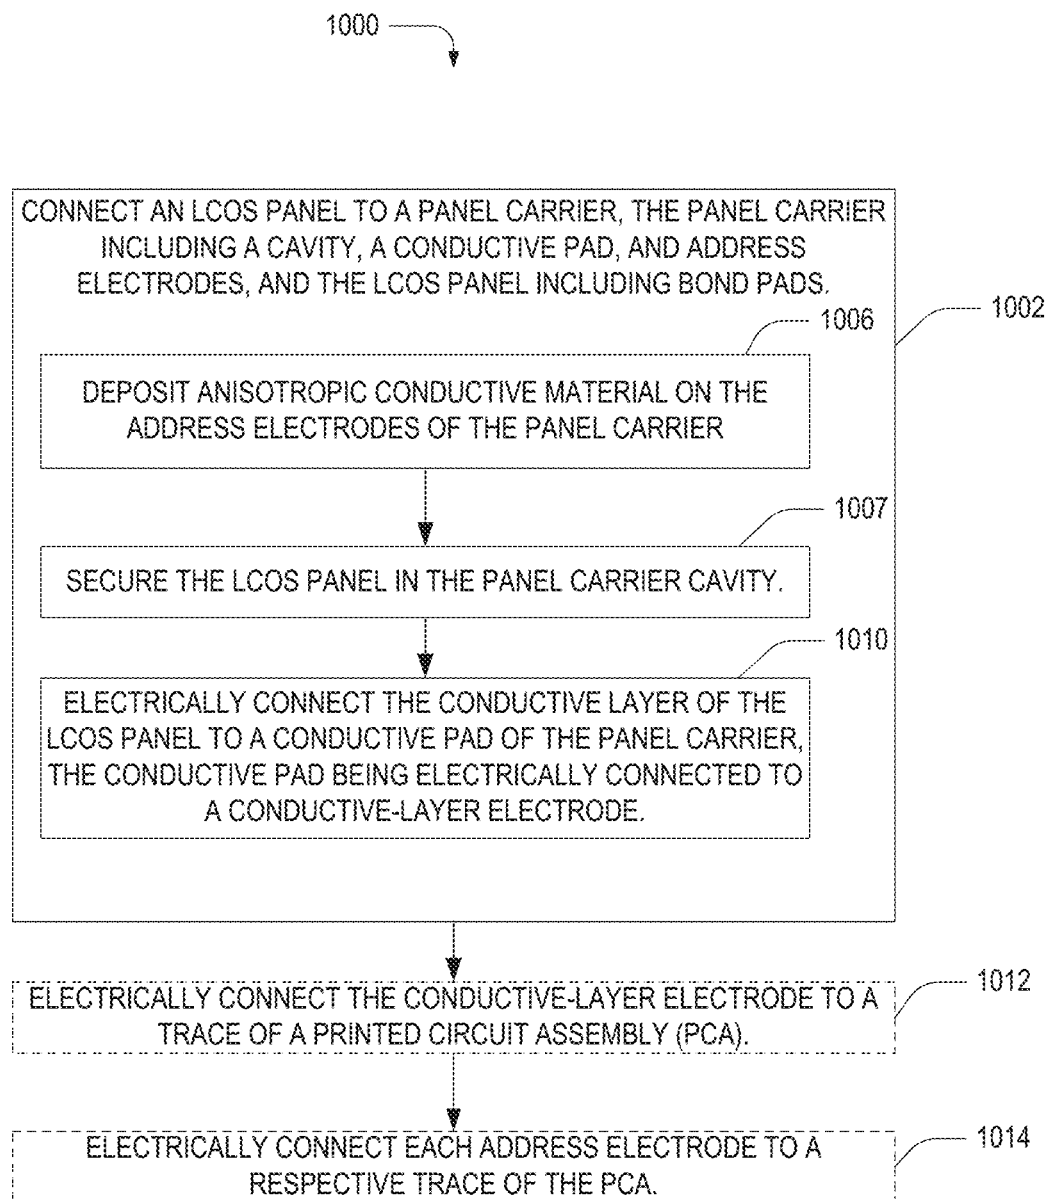 1000
CONNECT AN LCOS PANEL TO A PANEL CARRIER, THE PANEL CARRIER
INCLUDING A CAVITY, A CONDUCTIVE PAD, AND ADDRESS
ELECTRODES, AND THE LCOS PANEL INCLUDING BOND PADS.
1002
1006
DEPOSIT ANISOTROPIC CONDUCTIVE MATERIAL ON THE
ADDRESS ELECTRODES OF THE PANEL CARRIER
1007
SECURE THE LCOS PANEL IN THE PANEL CARRIER CAVITY.
1010
ELECTRICALLY CONNECT THE CONDUCTIVE LAYER OF THE
LCOS PANEL TO A CONDUCTIVE PAD OF THE PANEL CARRIER,
THE CONDUCTIVE PAD BEING ELECTRICALLY CONNECTED TO
A CONDUCTIVE-LAYER ELECTRODE.
1012
ELECTRICALLY CONNECT THE CONDUCTIVE-LAYER ELECTRODE TO A
TRACE OF A PRINTED CIRCUIT ASSEMBLY (PCA).
1014
ELECTRICALLY CONNECT EACH ADDRESS ELECTRODE TO A
RESPECTIVE TRACE OF THE PCA.